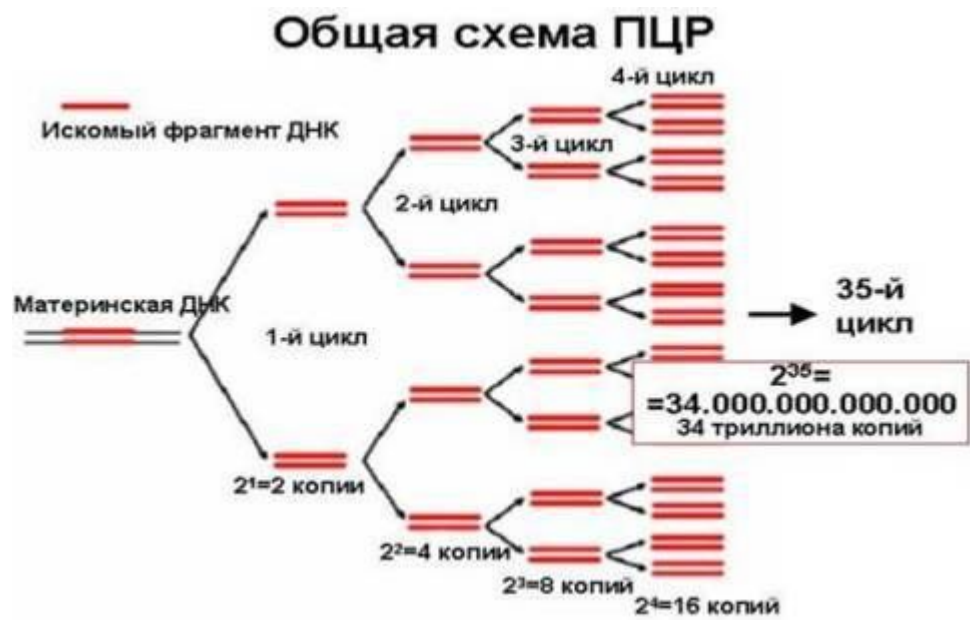 Общая схема ПЦР
4-й цикл
Искомый фрагмент ДНК
3-й цикл
2-й цикл
Материнская ДНК
35-й
цикл
1-й цикл
2³⁵=
=34.000.000.000.000
34 триллиона копий
2¹=2 копии
2²=4 копии
2³=8 копий
2⁴=16 копий